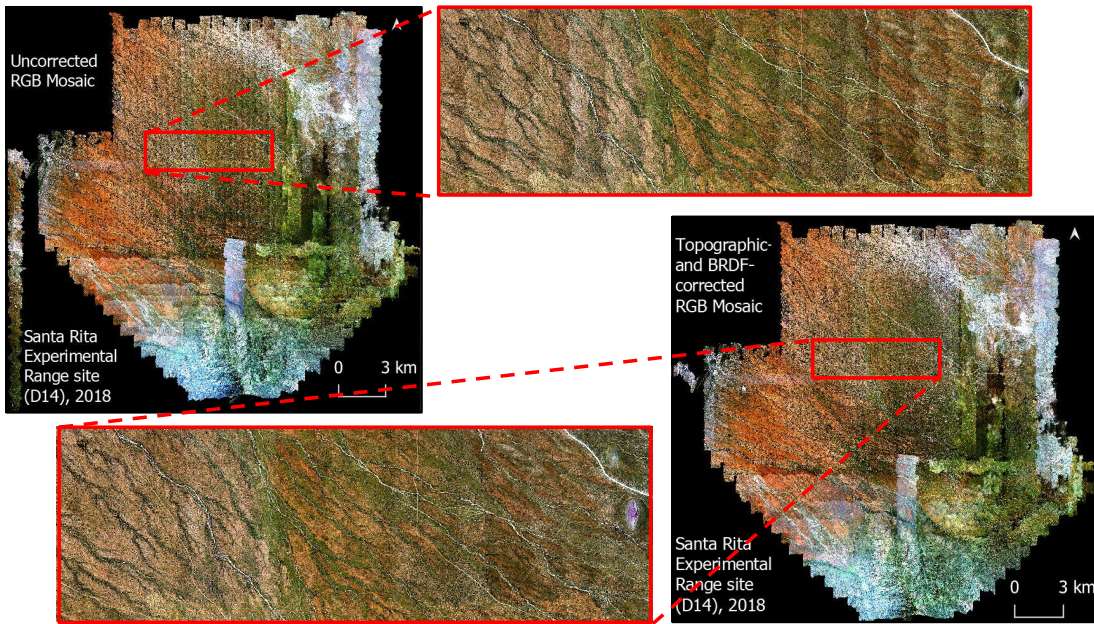 Uncorrected
RGB Mosaic
Santa Rita
Experimental
Range site
(D14), 2018
0 3 km
Topographic-
and BRDF-
corrected
RGB Mosaic
Santa Rita
Experimental
Range site
(D14), 2018
0 3 km